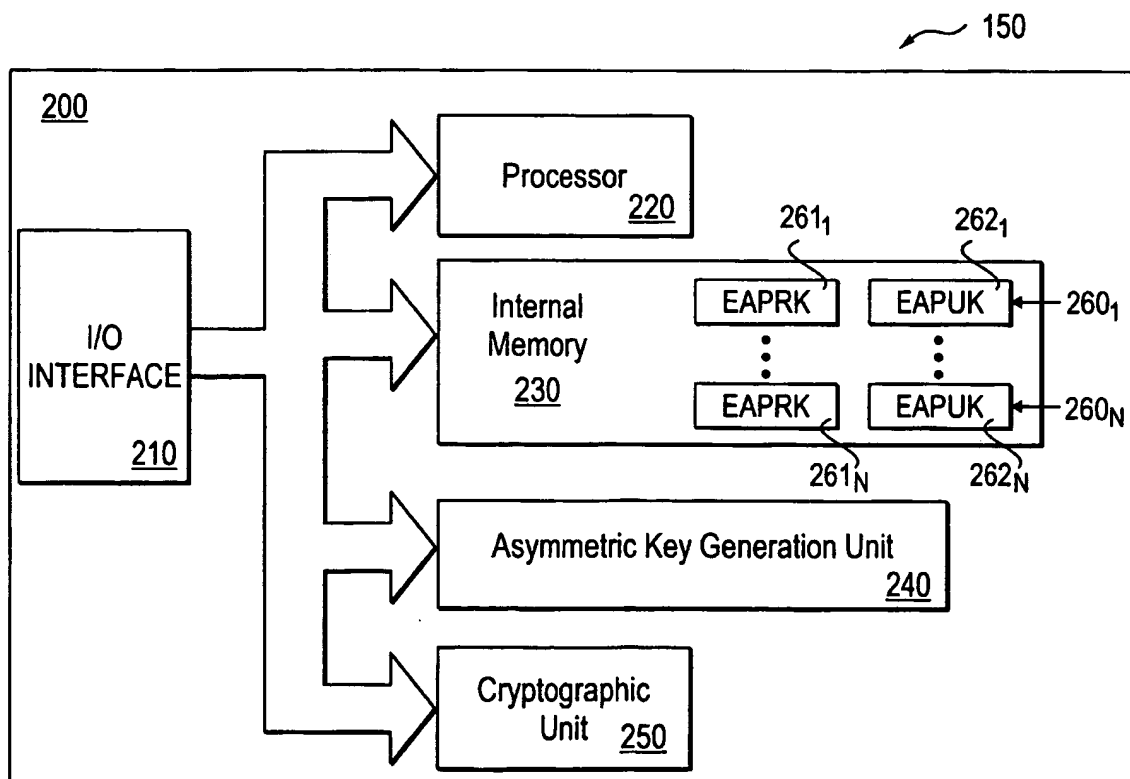 150
200
Processor
220
261₁
262₁
I/O
INTERFACE
210
Internal
Memory
230
EAPRK
EAPUK
260₁
EAPRK
EAPUK
260N
261N
262N
Asymmetric Key Generation Unit
240
Cryptographic
Unit
250